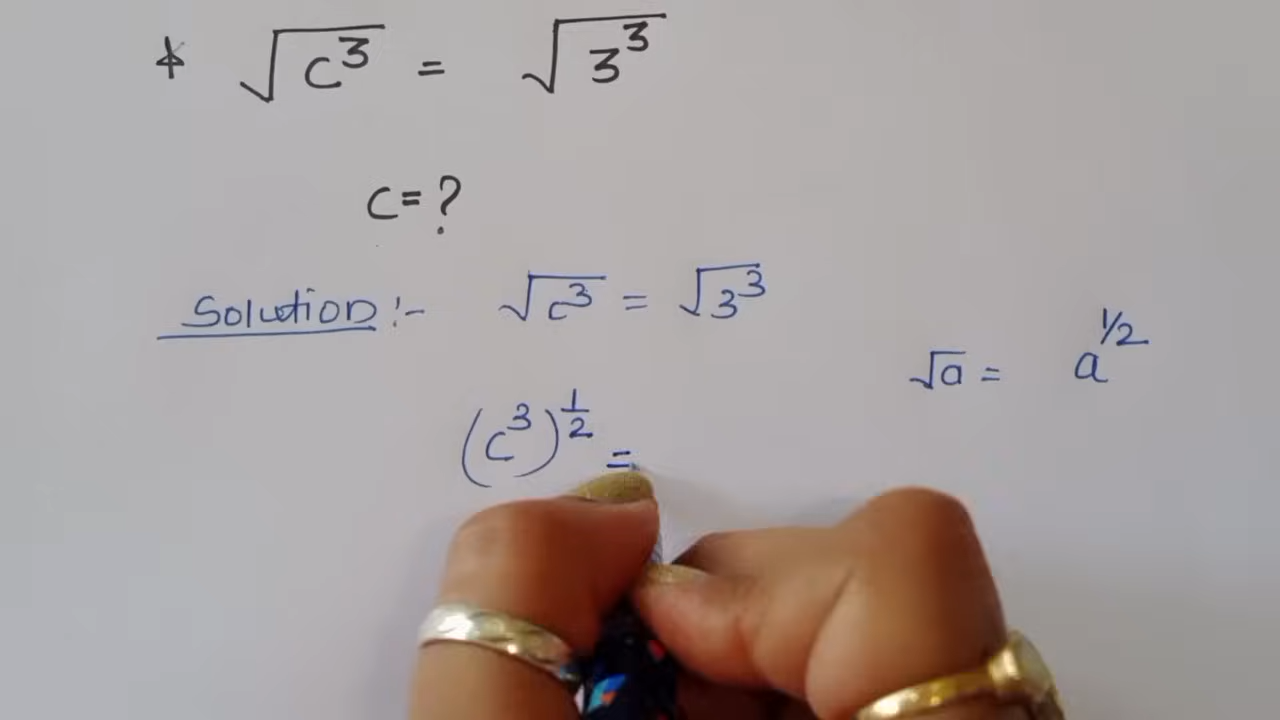 * √c³ = √3³
c = ?
Solution :- √c³ = √3³
√a = a^1/2
(c³)^1/2 =